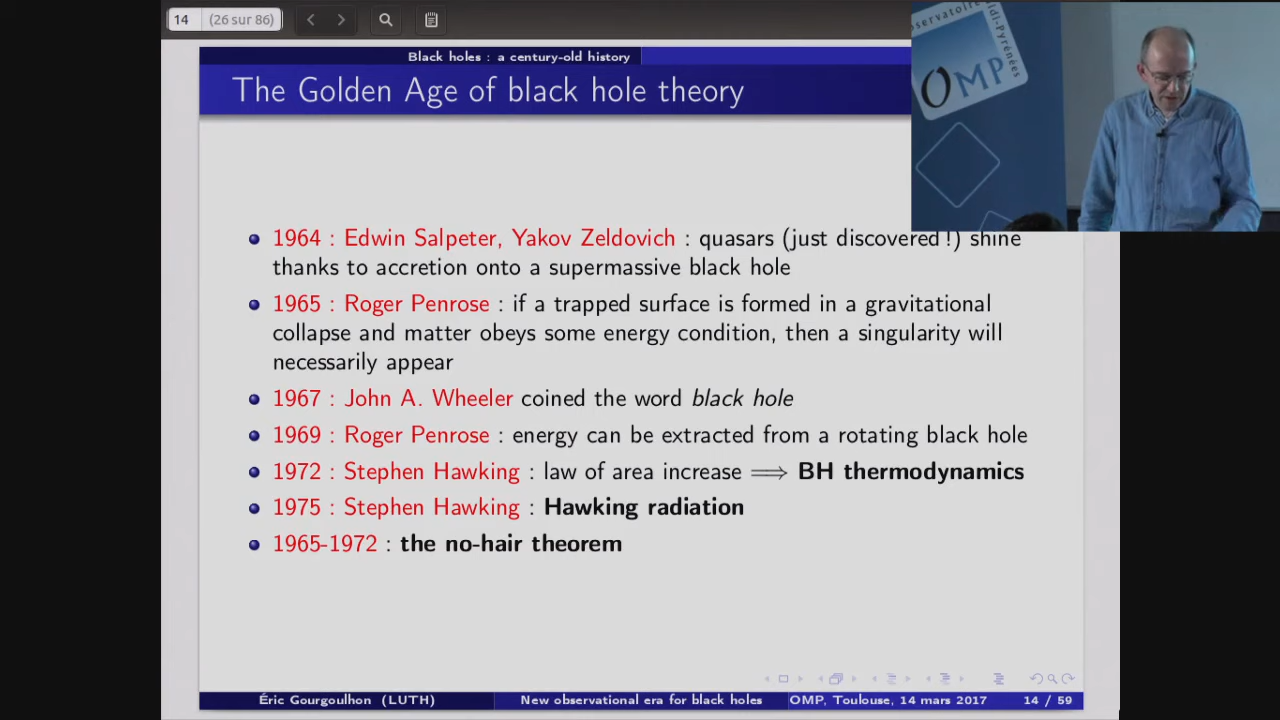 14 (26 sur 86)
Black holes : a century-old history
The Golden Age of black hole theory
OMP
1964 : Edwin Salpeter, Yakov Zeldovich : quasars (just discovered !) shine
thanks to accretion onto a supermassive black hole
1965 : Roger Penrose : if a trapped surface is formed in a gravitational
collapse and matter obeys some energy condition, then a singularity will
necessarily appear
1967 : John A. Wheeler coined the word black hole
1969 : Roger Penrose : energy can be extracted from a rotating black hole
1972 : Stephen Hawking : law of area increase ⟹ BH thermodynamics
1975 : Stephen Hawking : Hawking radiation
1965-1972 : the no-hair theorem
Éric Gourgoulhon (LUTH) New observational era for black holes OMP, Toulouse, 14 mars 2017 14 / 59